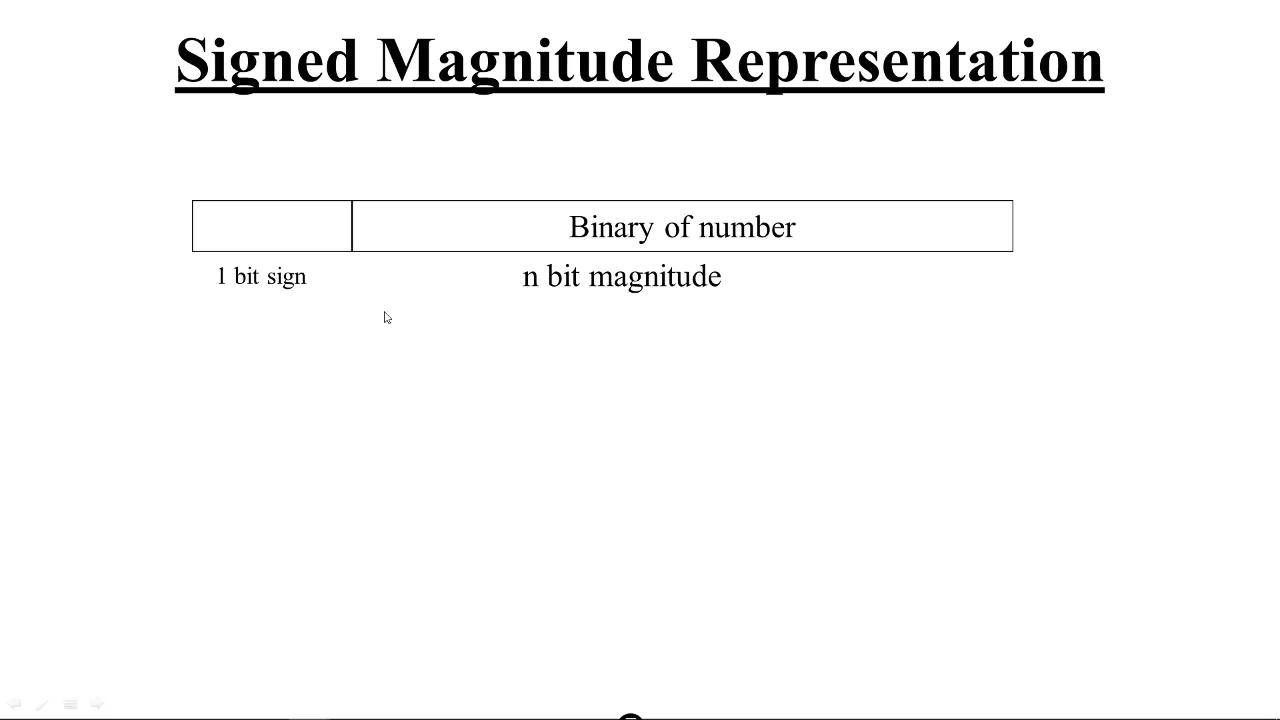 Signed Magnitude Representation
Binary of number
1 bit sign
n bit magnitude